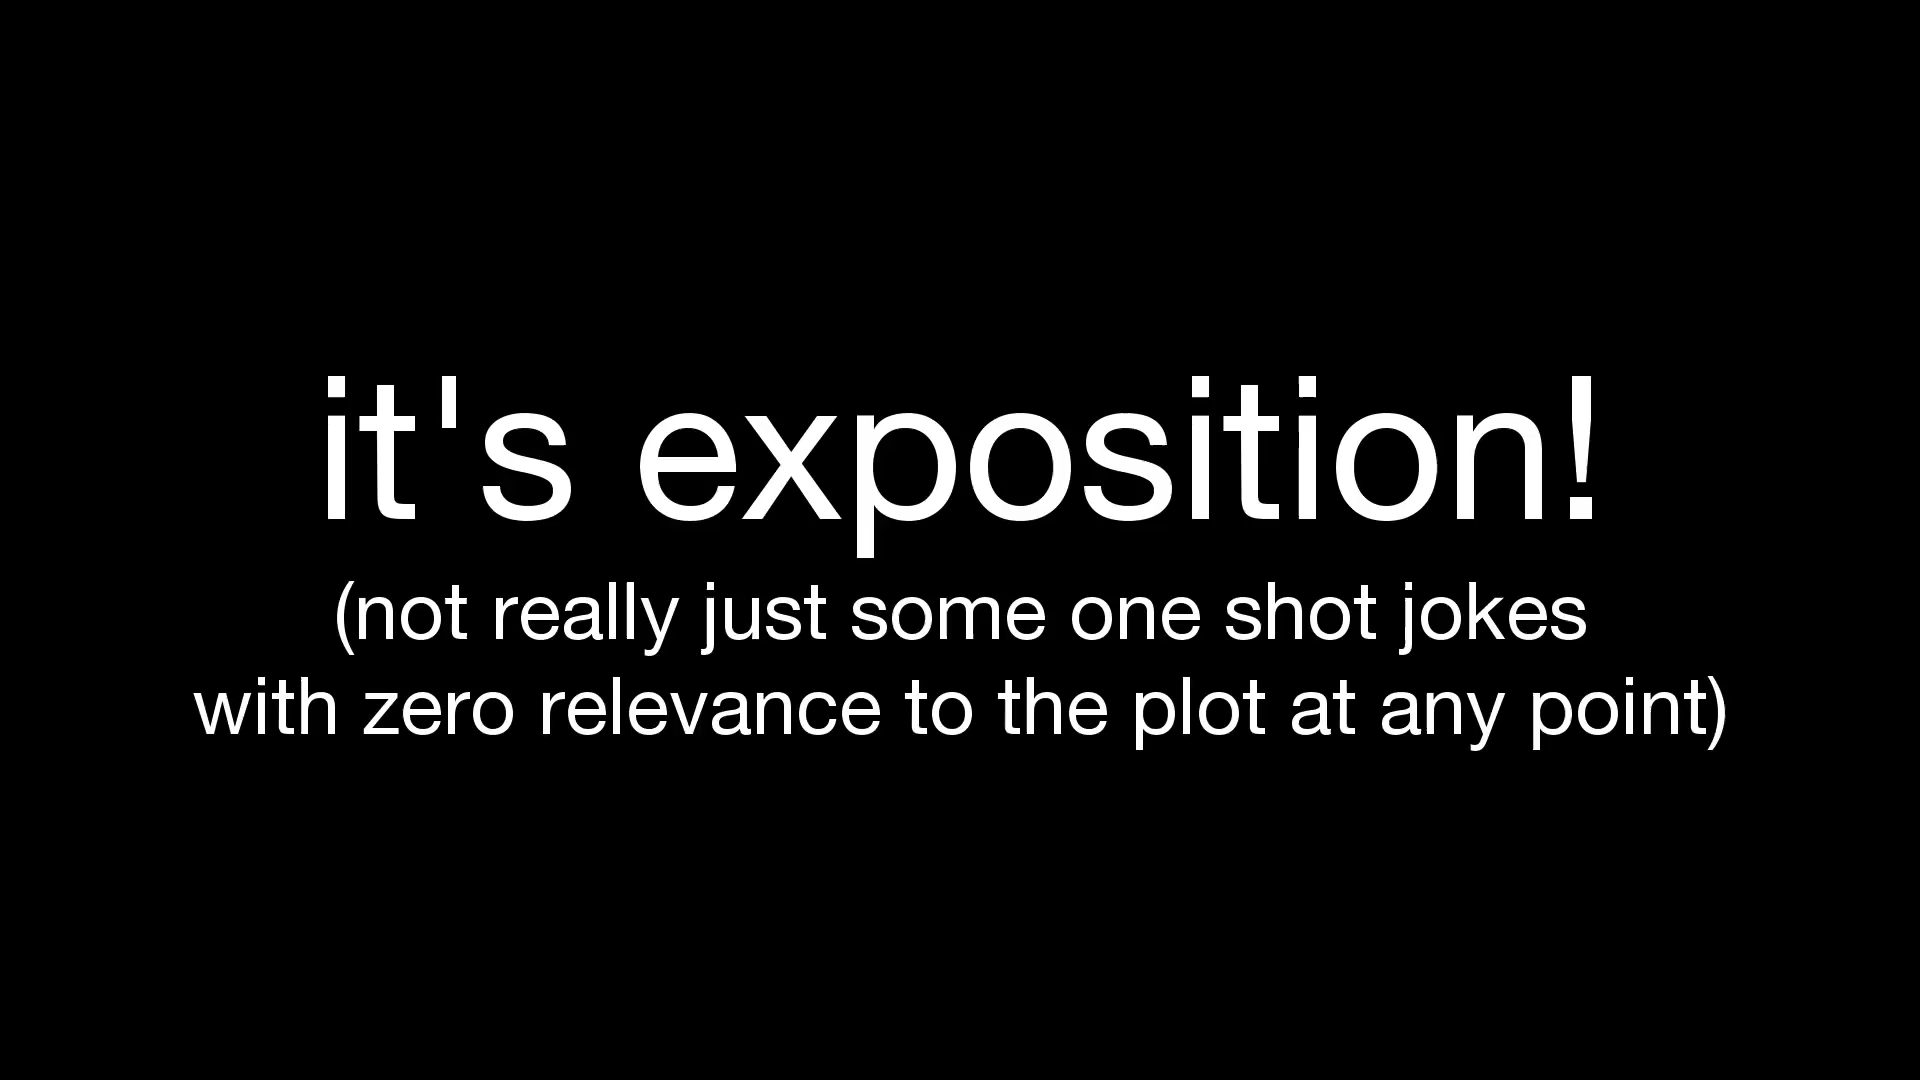 it's exposition!
(not really just some one shot jokes
with zero relevance to the plot at any point)